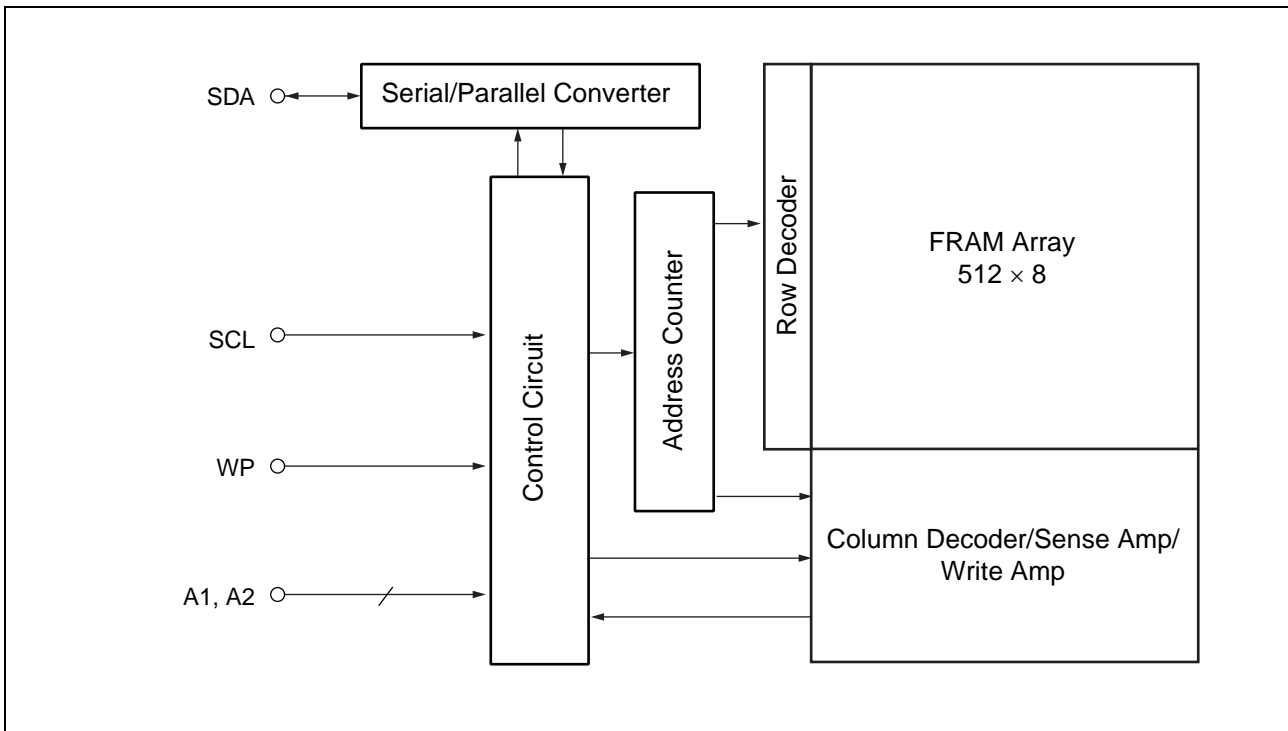 SDA
Serial/Parallel Converter
SCL
WP
A1, A2
Control Circuit
Address Counter
Row Decoder
FRAM Array
512 × 8
Column Decoder/Sense Amp/
Write Amp